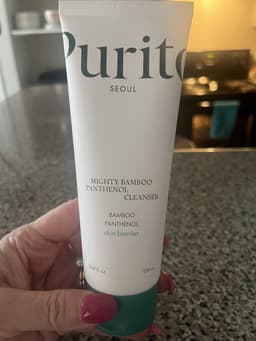 Purito
SEOUL
MIGHTY BAMBOO
PANTHENOL
CLEANSER
BAMBOO
PANTHENOL
skin barrier